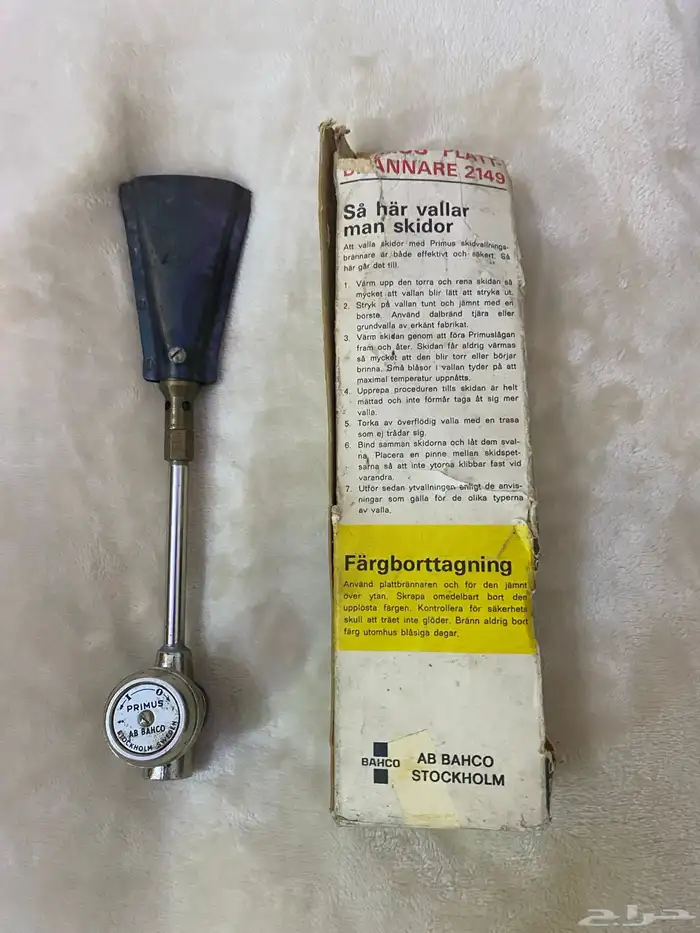 PRIMUS
AB BAHCO
STOCKHOLM SWEDEN
1 0
PLATT-
BRÄNNARE 2149
Så här vallar
man skidor
Att valla skidor med Primus skidvallnings-
brännare är både effektivt och säkert. Så
här går det till.
1. Värm upp den torra och rena skidan så
mycket att vallan blir lätt att stryka ut.
2. Stryk på vallan tunt och jämnt med en
borste. Använd dalbränd tjära eller
grundvalla av erkänt fabrikat.
3. Värm skidan genom att föra Primuslågan
fram och åter. Skidan får aldrig värmas
så mycket att den blir torr eller börjar
brinna. Små blåsor i vallan tyder på att
maximal temperatur uppnåtts.
4. Upprepa proceduren tills skidan är helt
mättad och inte förmår taga åt sig mer
valla.
5. Torka av överflödig valla med en trasa
som ej trådar sig.
6. Bind samman skidorna och låt dem sval-
na. Placera en pinne mellan skidspet-
sarna så att inte ytorna klibbar fast vid
varandra.
7. Utför sedan ytvallningen enligt de anvis-
ningar som gälla för de olika typerna
av valla.
Färgborttagning
Använd plattbrännaren och för den jämnt
över ytan. Skrapa omedelbart bort den
upplösta färgen. Kontrollera för säkerhets
skull att träet inte glöder. Bränn aldrig bort
färg utomhus blåsiga dagar.
BAHCO
AB BAHCO
STOCKHOLM
حراج